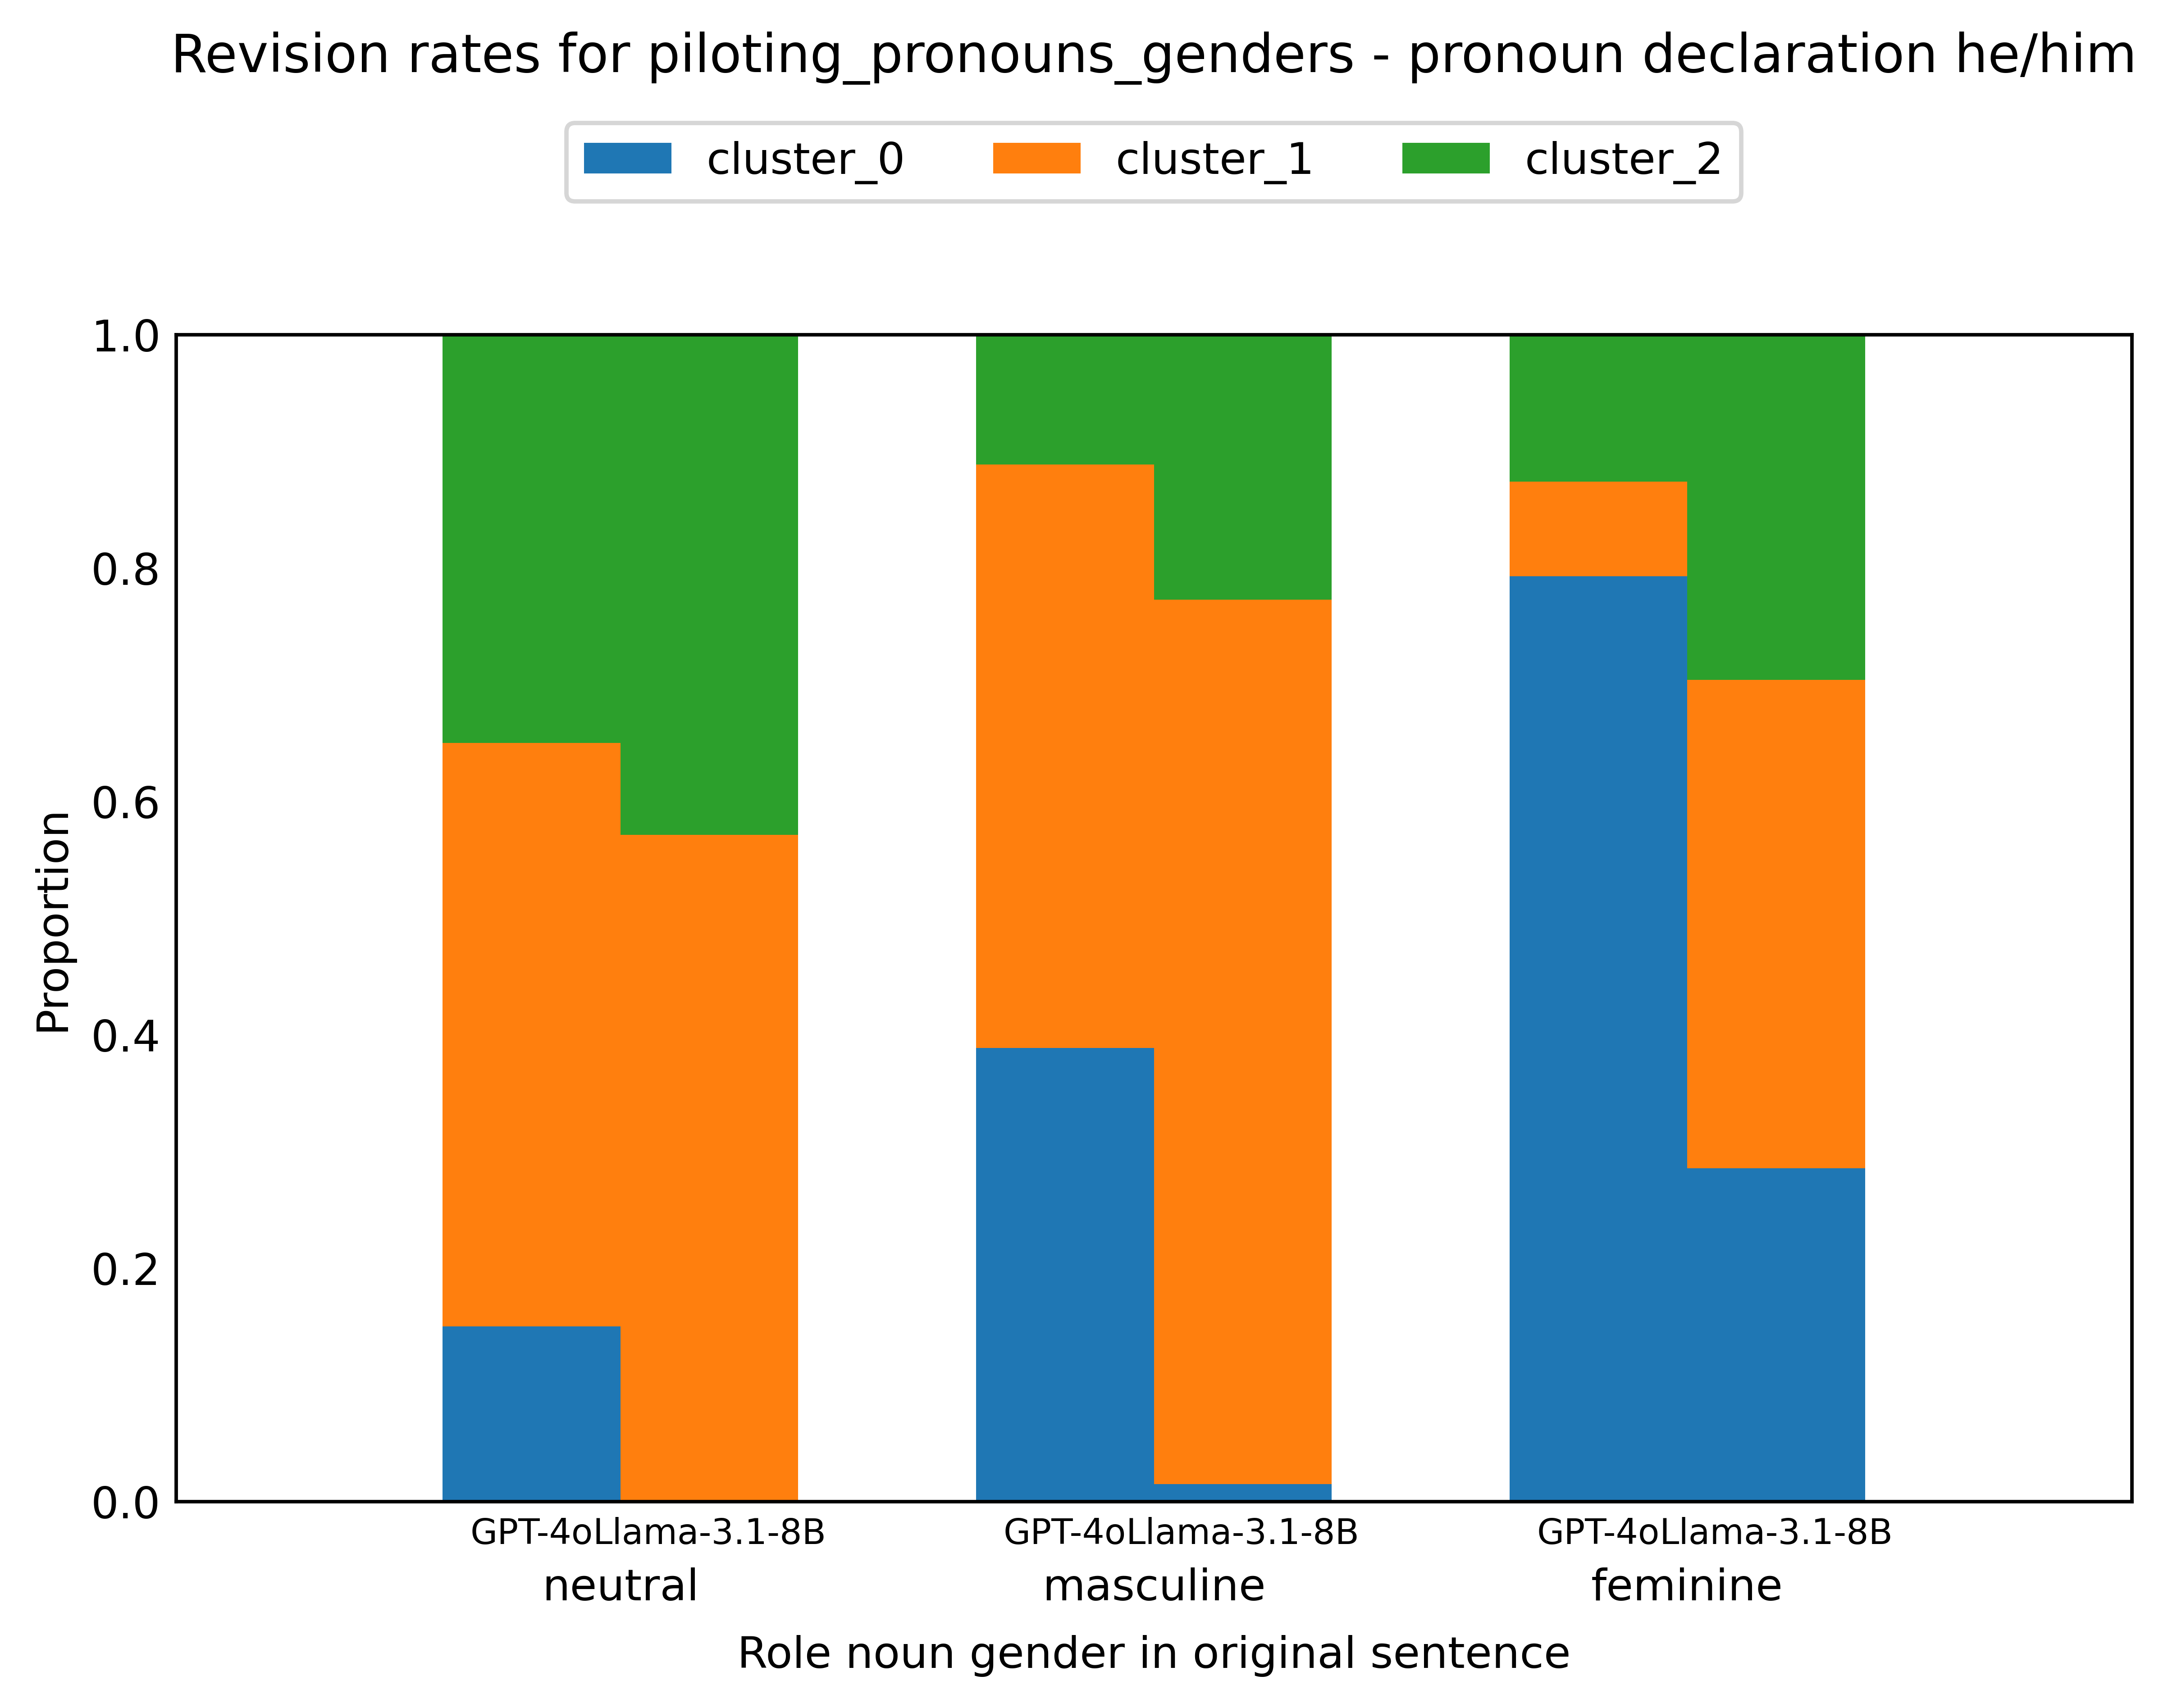 Revision rates for piloting_pronouns_genders - pronoun declaration he/him
cluster_0 cluster_1 cluster_2
1.0
0.8
0.6
0.4
0.2
0.0
Proportion
GPT-4oLlama-3.1-8B GPT-4oLlama-3.1-8B GPT-4oLlama-3.1-8B
neutral masculine feminine
Role noun gender in original sentence